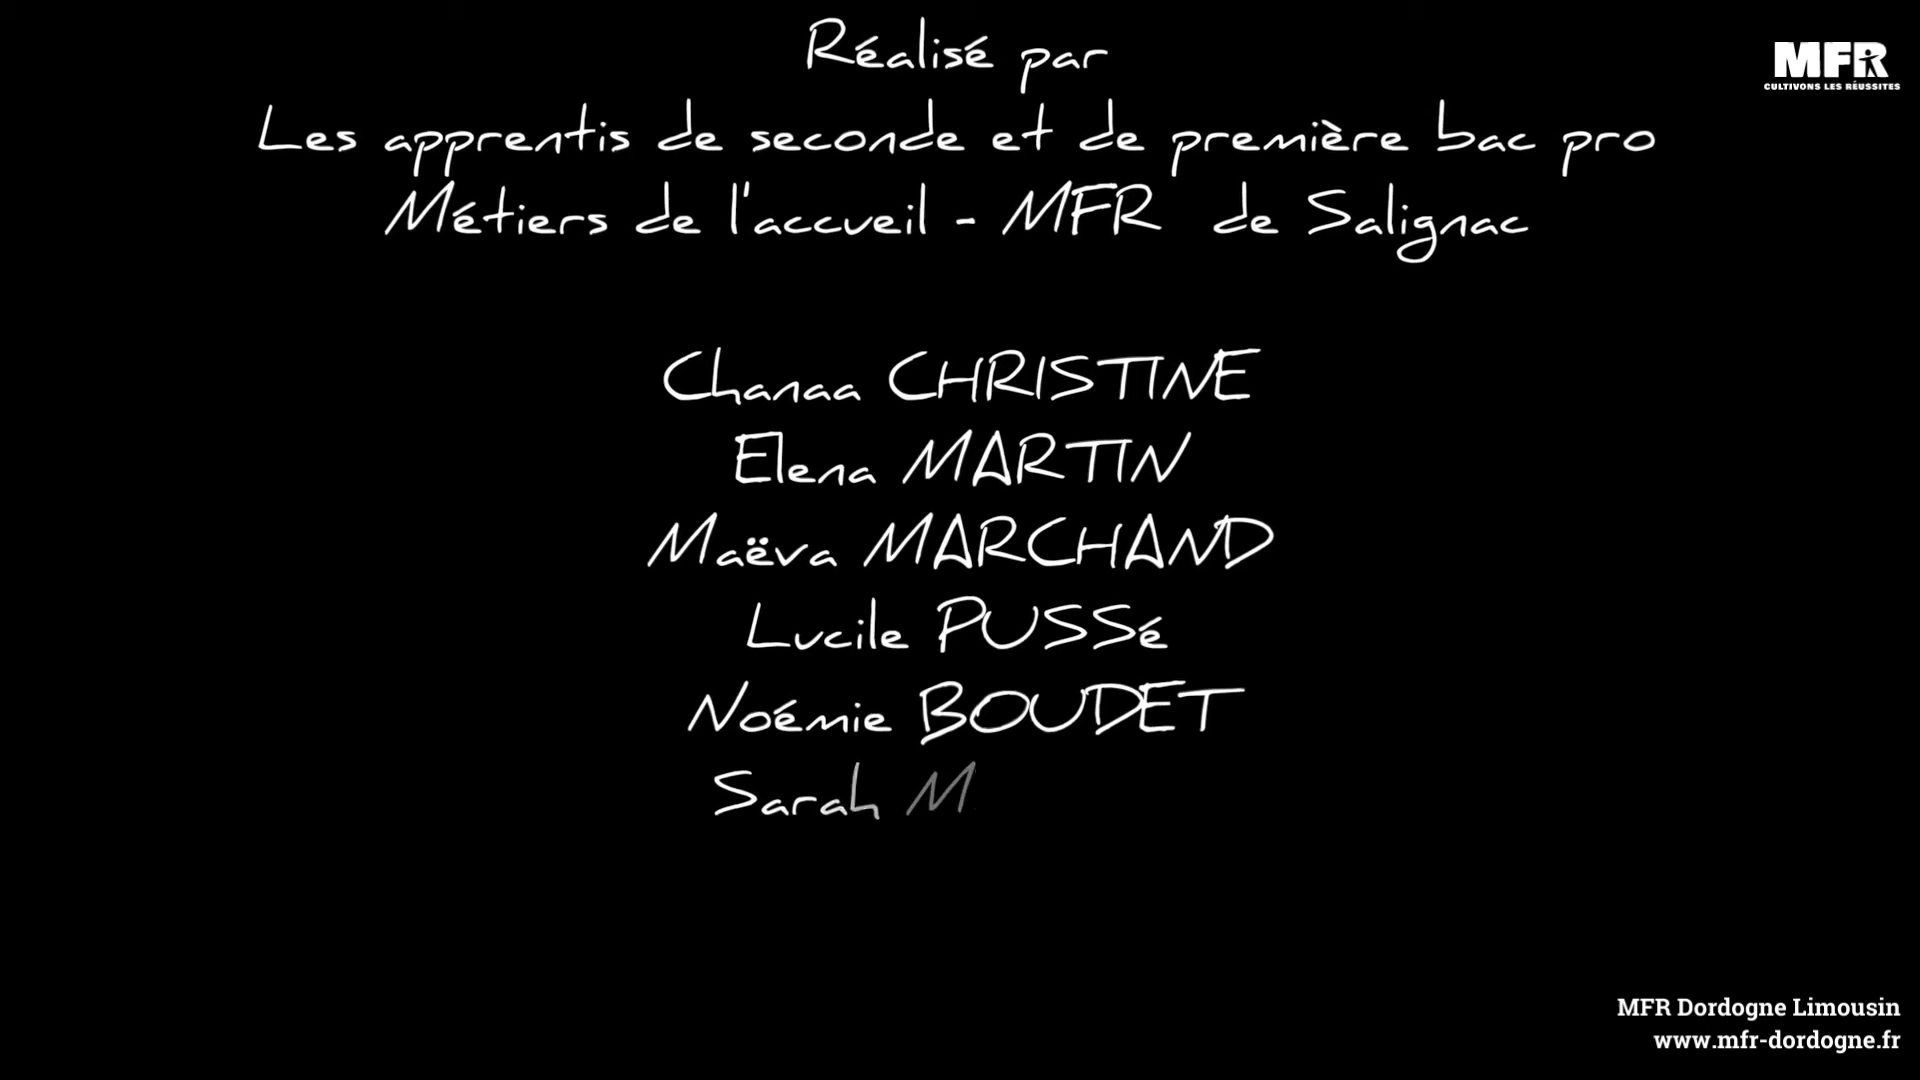 Réalisé par
Les apprentis de seconde et de première bac pro
Métiers de l'accueil - MFR de Salignac
Chanaa CHRISTINE
Elena MARTIN
Maëva MARCHAND
Lucile PUSSé
Noémie BOUDET
Sarah M
MFR
CULTIVONS LES RÉUSSITES
MFR Dordogne Limousin
www.mfr-dordogne.fr